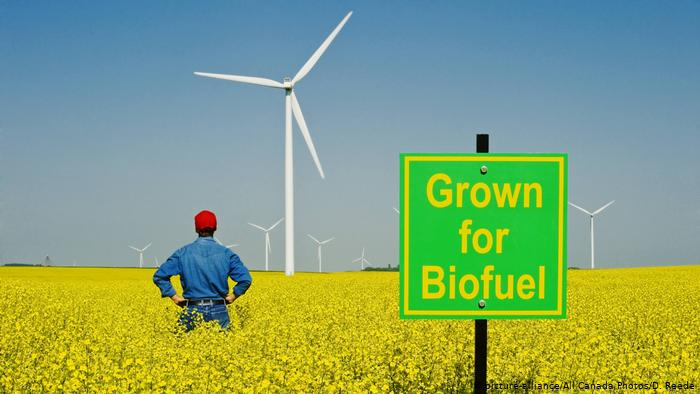 Grown
for
Biofuel
picture-alliance/All Canada Photos/D. Reede